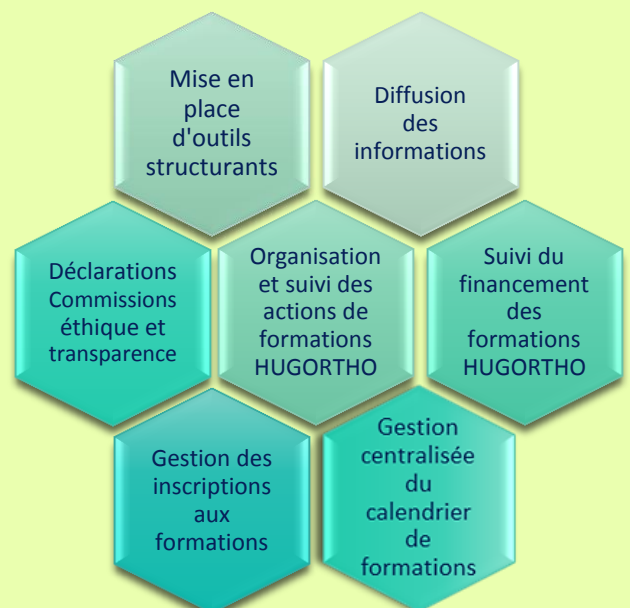 Mise en
place
d'outils
structurants
Diffusion
des
informations
Déclarations
Commissions
éthique et
transparence
Organisation
et suivi des
actions de
formations
HUGORTHO
Suivi du
financement
des
formations
HUGORTHO
Gestion des
inscriptions
aux
formations
Gestion
centralisée
du
calendrier
de
formations